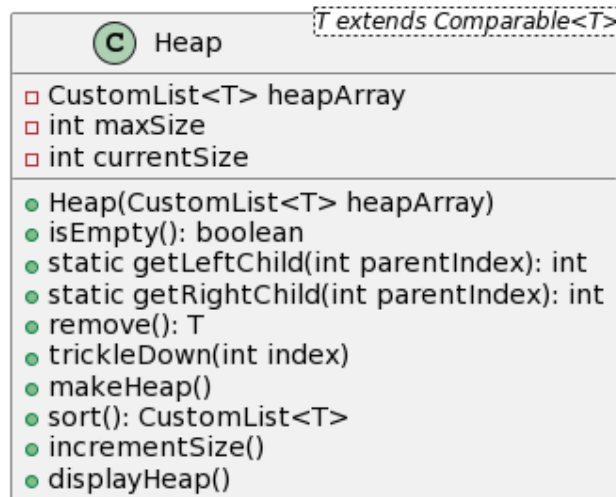 T extends Comparable<T>
C Heap
CustomList<T> heapArray
int maxSize
int currentSize
Heap(CustomList<T> heapArray)
isEmpty(): boolean
static getLeftChild(int parentIndex): int
static getRightChild(int parentIndex): int
remove(): T
trickleDown(int index)
makeHeap()
sort(): CustomList<T>
incrementSize()
displayHeap()